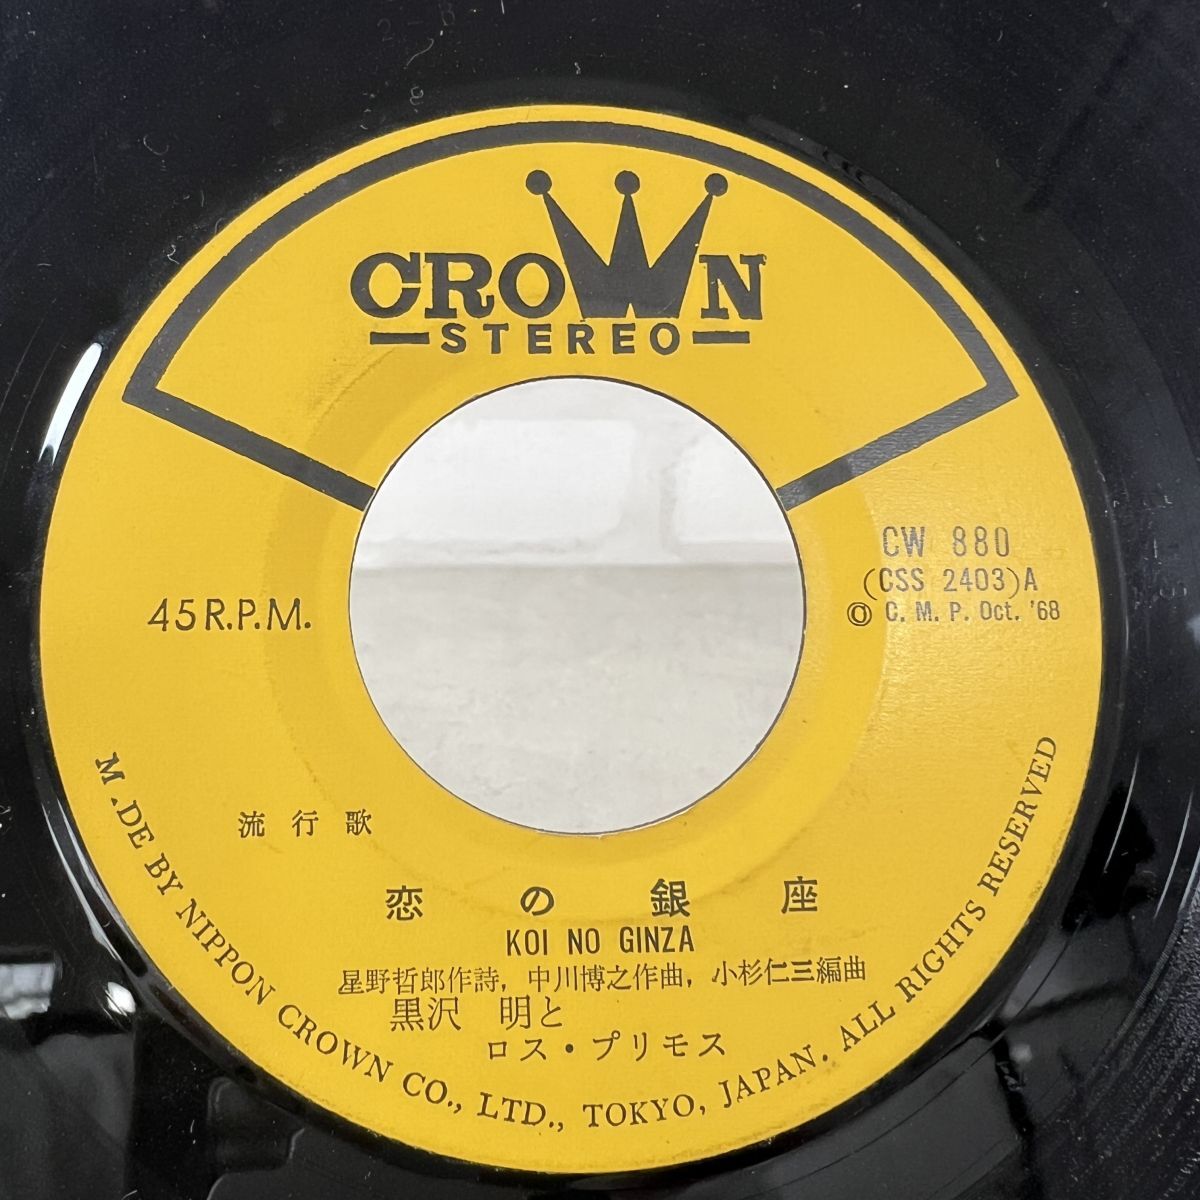 CROWN
STEREO
CW 880
(CSS 2403)A
Ⓒ C. M. P. Oct. '68
45 R.P.M.
流行歌
恋の銀座
KOI NO GINZA
星野哲郎作詩, 中川博之作曲, 小杉仁三編曲
黒沢 明と
ロス・プリモス
MADE BY NIPPON CROWN CO., LTD., TOKYO, JAPAN. ALL RIGHTS RESERVED